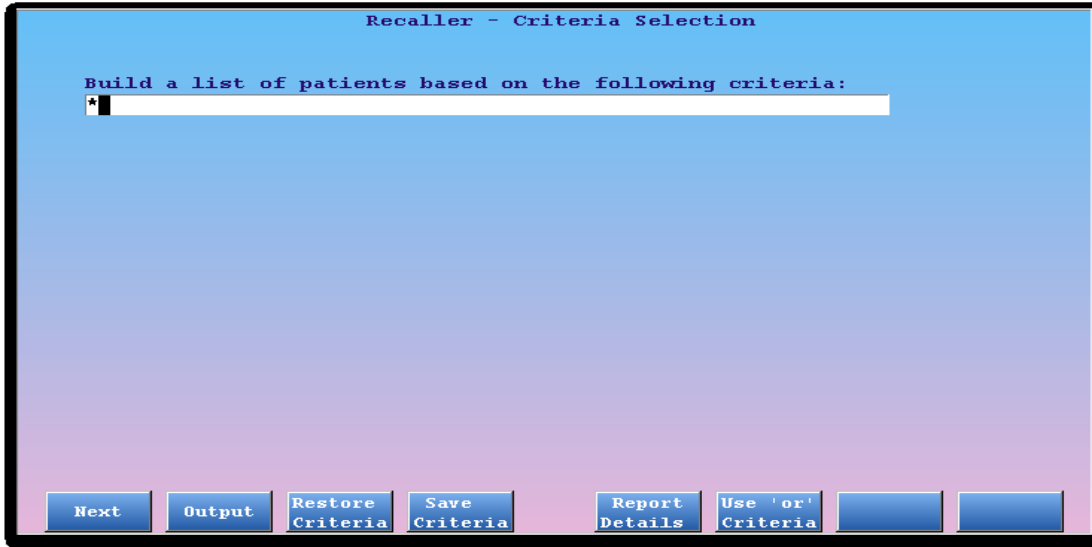 Recaller - Criteria Selection
Build a list of patients based on the following criteria:
*
Next
Output
Restore
Criteria
Save
Criteria
Report
Details
Use 'or'
Criteria